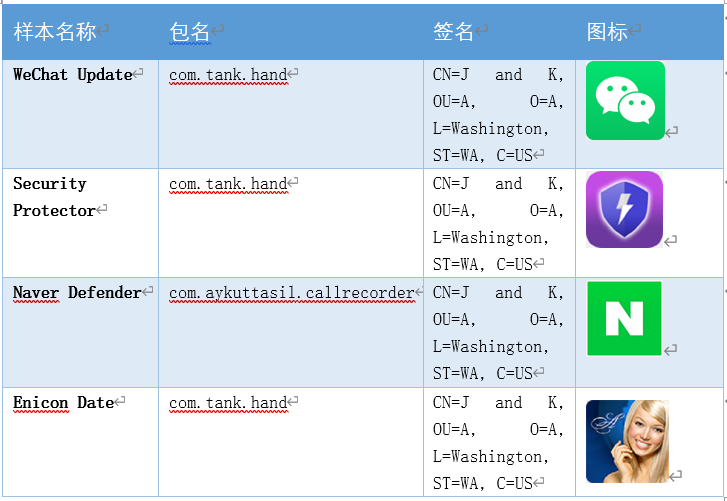 样本名称 包名 签名 图标
WeChat Update com.tank.hand CN=J and K,
OU=A, O=A,
L=Washington,
ST=WA, C=US
Security com.tank.hand CN=J and K,
Protector OU=A, O=A,
L=Washington,
ST=WA, C=US
Naver Defender com.aykuttasil.callrecorder CN=J and K,
OU=A, O=A,
L=Washington,
ST=WA, C=US
N
Enicon Date com.tank.hand CN=J and K,
OU=A, O=A,
L=Washington,
ST=WA, C=US